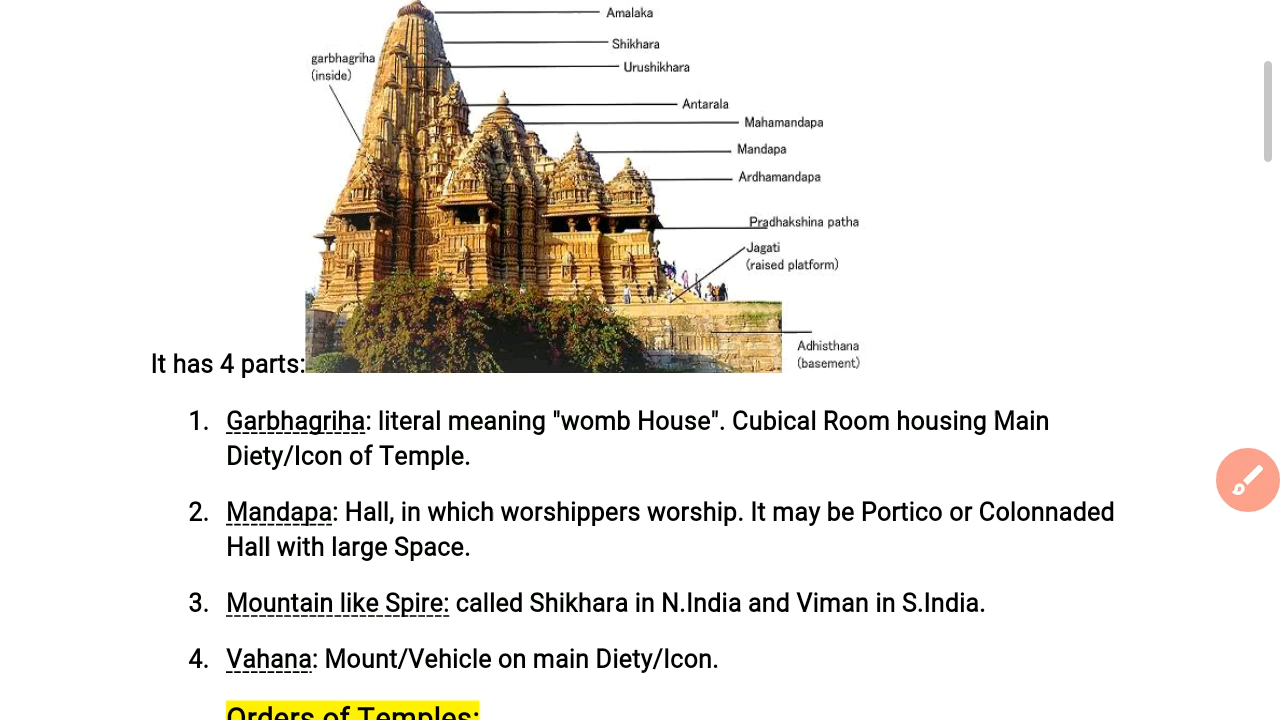 Amalaka
Shikhara
Urushikhara
garbhagriha
(inside)
Antarala
Mahamandapa
Mandapa
Ardhamandapa
Pradhakshina patha
Jagati
(raised platform)
Adhisthana
(basement)
It has 4 parts:
1. Garbhagriha: literal meaning "womb House". Cubical Room housing Main
Diety/Icon of Temple.
2. Mandapa: Hall, in which worshippers worship. It may be Portico or Colonnaded
Hall with large Space.
3. Mountain like Spire: called Shikhara in N.India and Viman in S.India.
4. Vahana: Mount/Vehicle on main Diety/Icon.
Orders of Temples: